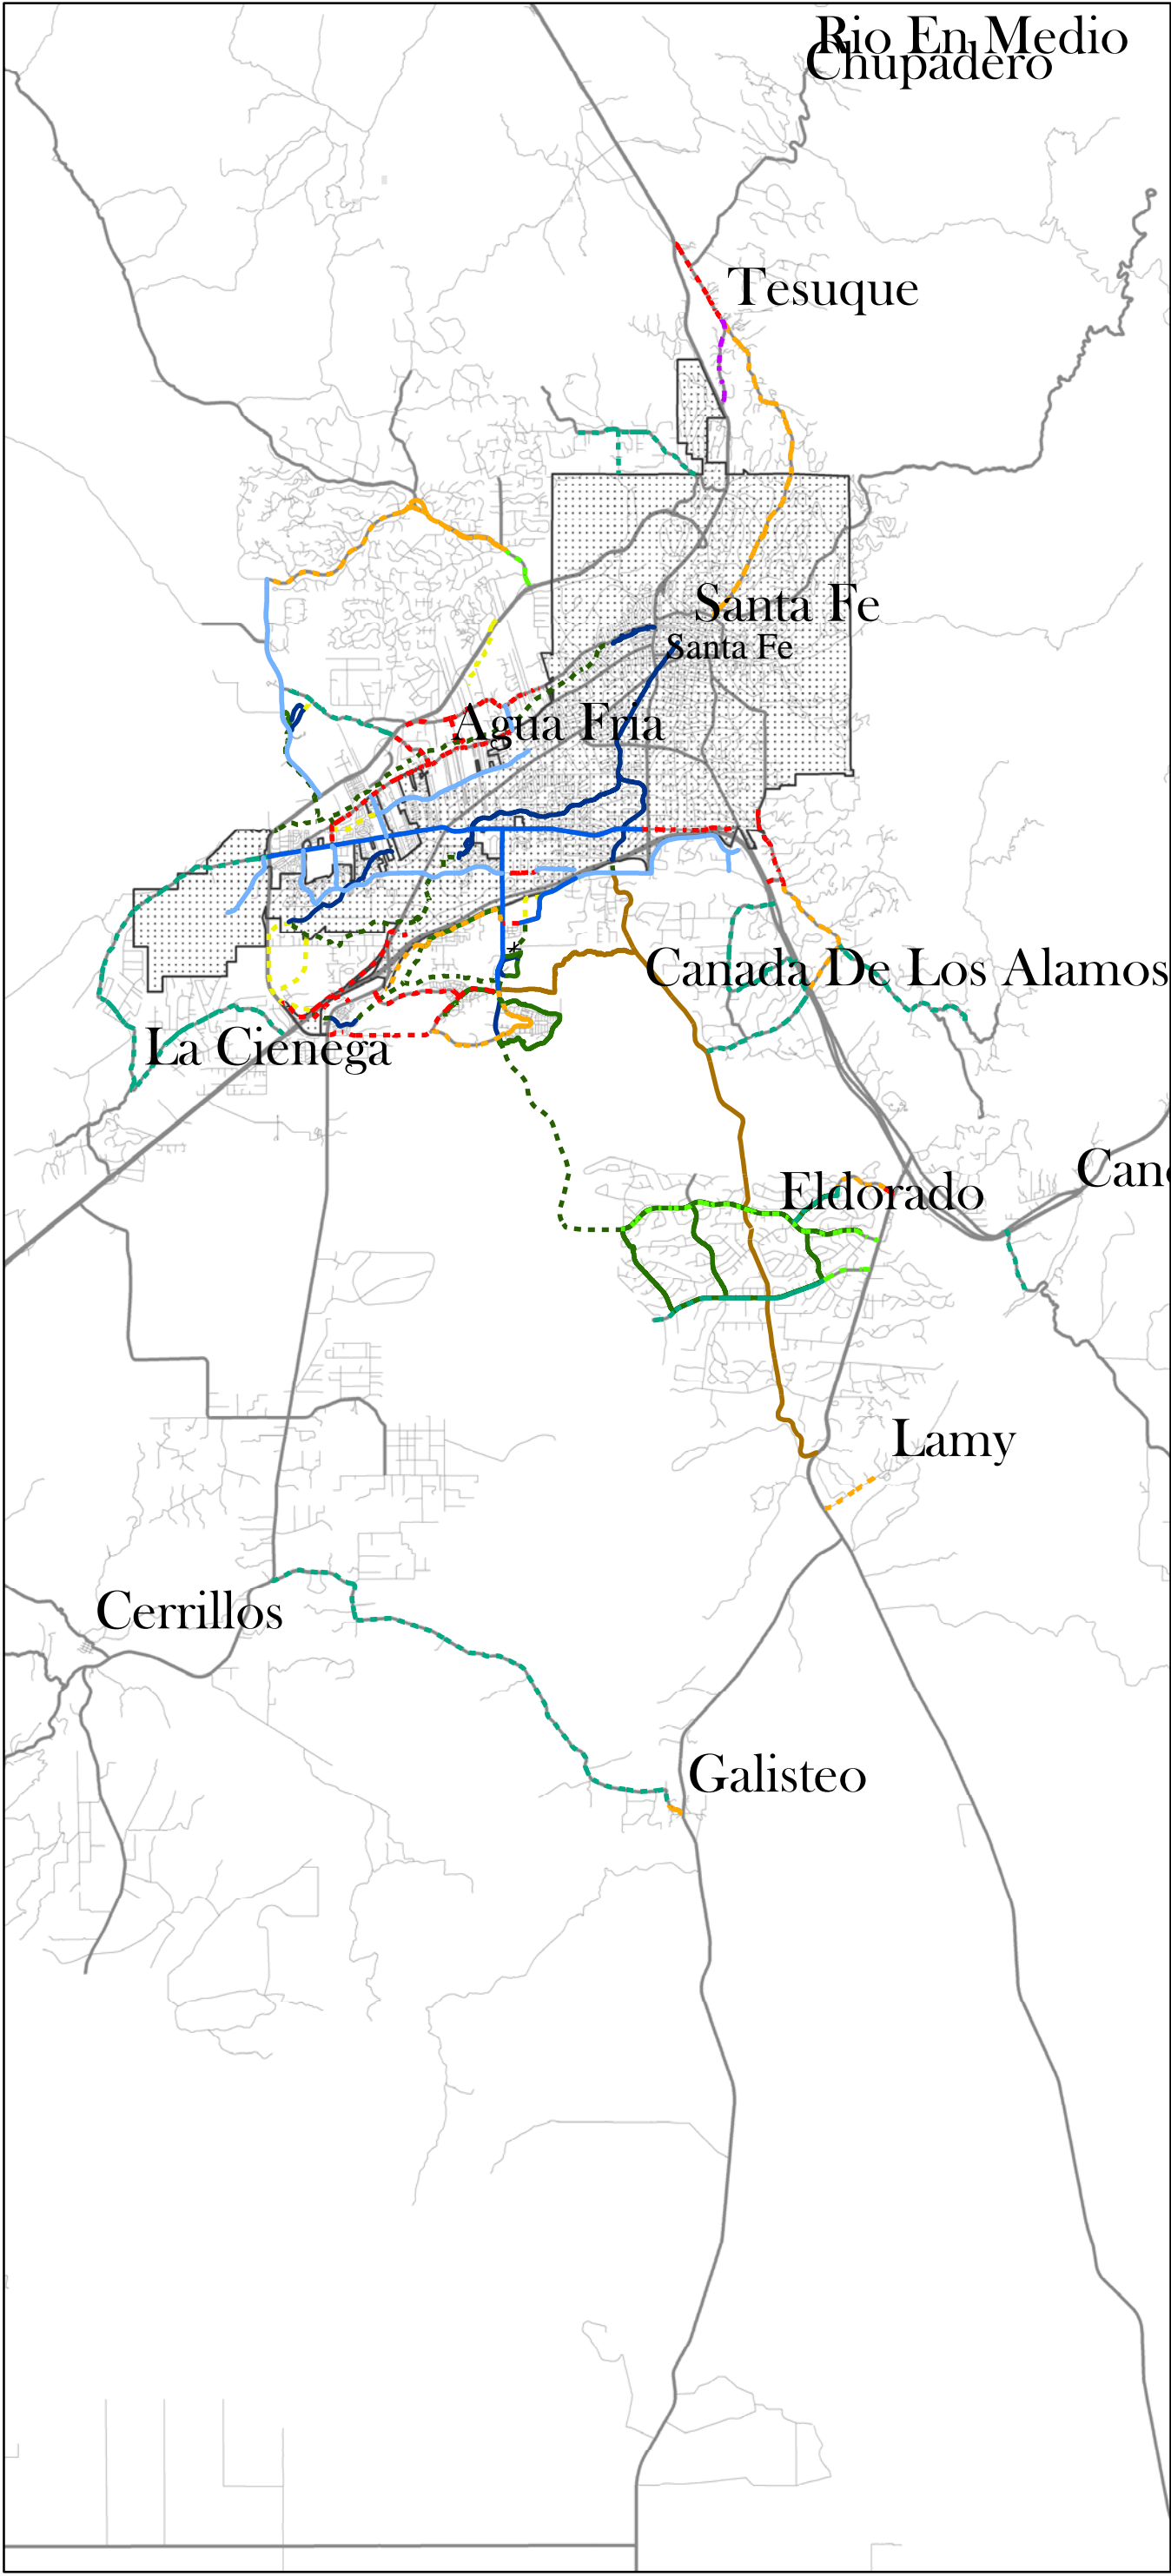 Rio En Medio
Chupadero
Tesuque
Santa Fe
Santa Fe
Agua Fria
Canada De Los Alamos
La Cienega
Eldorado
Lamy
Cerrillos
Galisteo